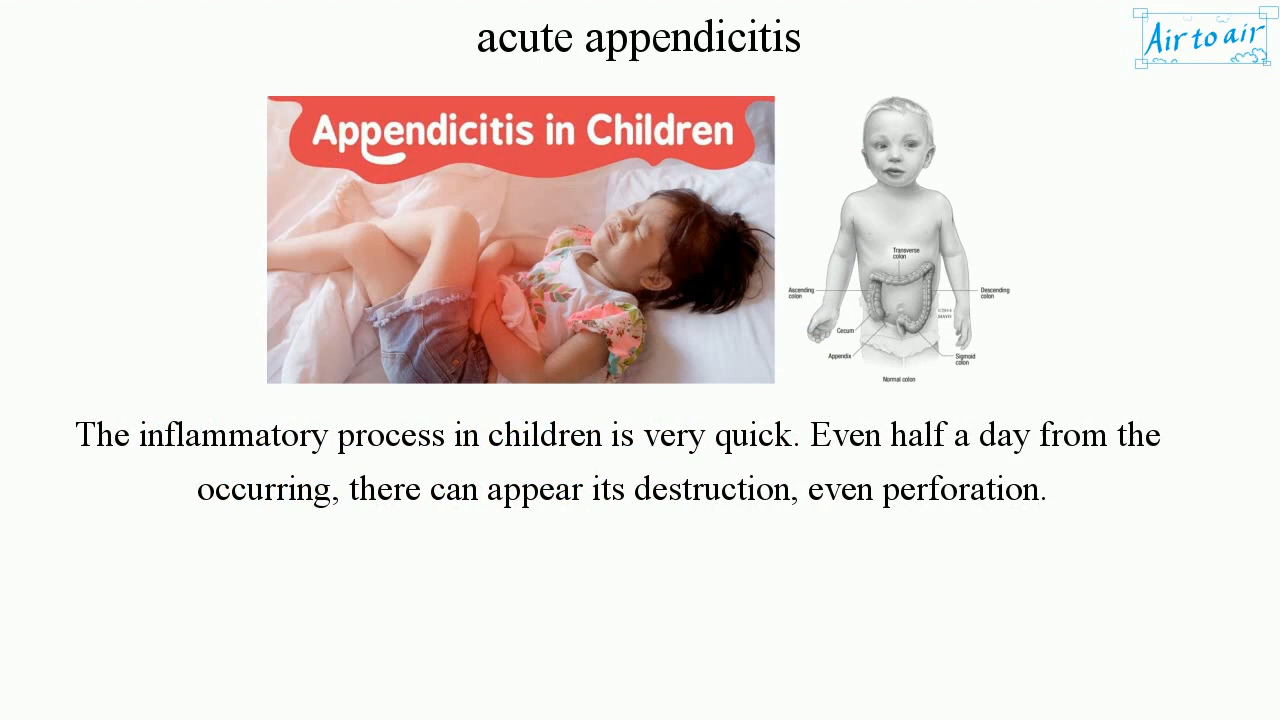 acute appendicitis
Air to air
Appendicitis in Children
Transverse
colon
Ascending
colon
Descending
colon
©2014
MAYO
Cecum
Appendix
Sigmoid
colon
Normal colon
The inflammatory process in children is very quick. Even half a day from the
occurring, there can appear its destruction, even perforation.